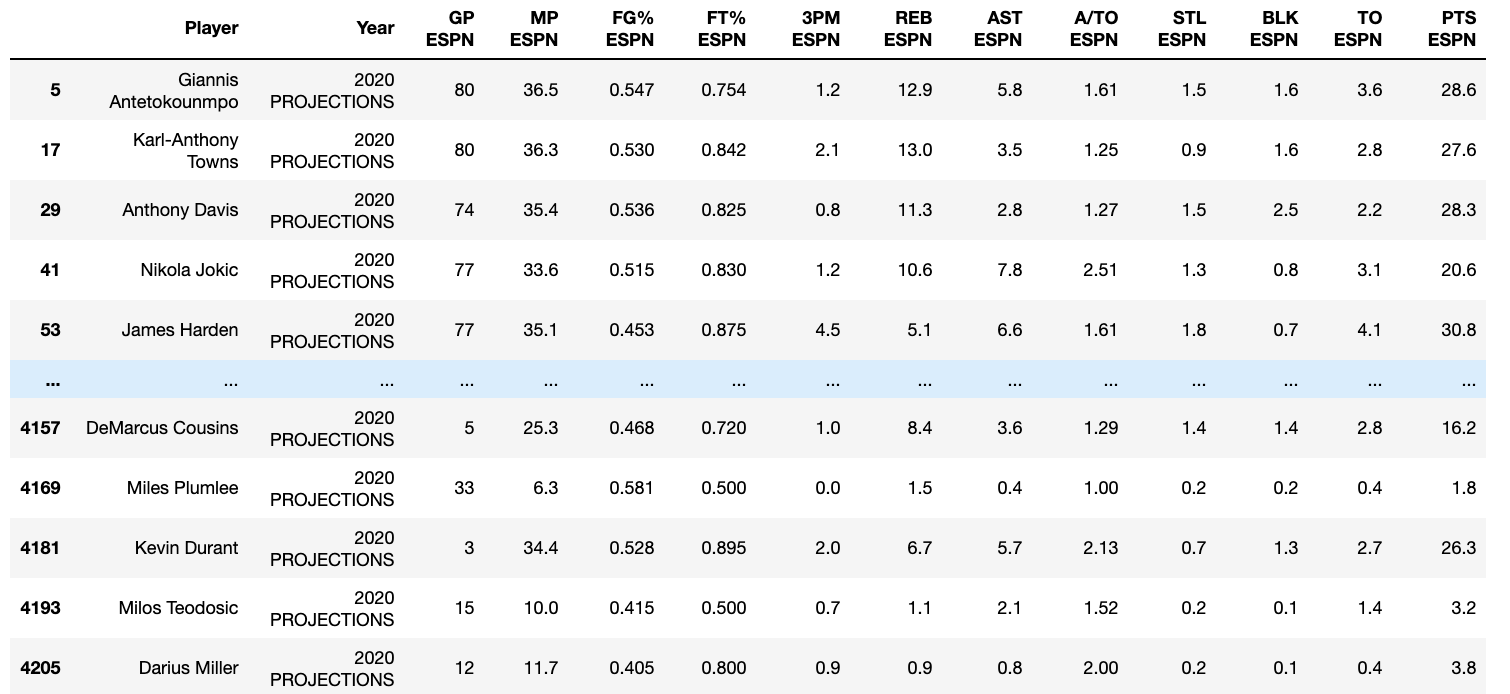 Player Year GP ESPN MP ESPN FG% ESPN FT% ESPN 3PM ESPN REB ESPN AST ESPN A/TO ESPN STL ESPN BLK ESPN TO ESPN PTS ESPN
5 Giannis Antetokounmpo 2020 PROJECTIONS 80 36.5 0.547 0.754 1.2 12.9 5.8 1.61 1.5 1.6 3.6 28.6
17 Karl-Anthony Towns 2020 PROJECTIONS 80 36.3 0.530 0.842 2.1 13.0 3.5 1.25 0.9 1.6 2.8 27.6
29 Anthony Davis 2020 PROJECTIONS 74 35.4 0.536 0.825 0.8 11.3 2.8 1.27 1.5 2.5 2.2 28.3
41 Nikola Jokic 2020 PROJECTIONS 77 33.6 0.515 0.830 1.2 10.6 7.8 2.51 1.3 0.8 3.1 20.6
53 James Harden 2020 PROJECTIONS 77 35.1 0.453 0.875 4.5 5.1 6.6 1.61 1.8 0.7 4.1 30.8
... ... ... ... ... ... ... ... ... ... ... ... ... ... ...
4157 DeMarcus Cousins 2020 PROJECTIONS 5 25.3 0.468 0.720 1.0 8.4 3.6 1.29 1.4 1.4 2.8 16.2
4169 Miles Plumlee 2020 PROJECTIONS 33 6.3 0.581 0.500 0.0 1.5 0.4 1.00 0.2 0.2 0.4 1.8
4181 Kevin Durant 2020 PROJECTIONS 3 34.4 0.528 0.895 2.0 6.7 5.7 2.13 0.7 1.3 2.7 26.3
4193 Milos Teodosic 2020 PROJECTIONS 15 10.0 0.415 0.500 0.7 1.1 2.1 1.52 0.2 0.1 1.4 3.2
4205 Darius Miller 2020 PROJECTIONS 12 11.7 0.405 0.800 0.9 0.9 0.8 2.00 0.2 0.1 0.4 3.8